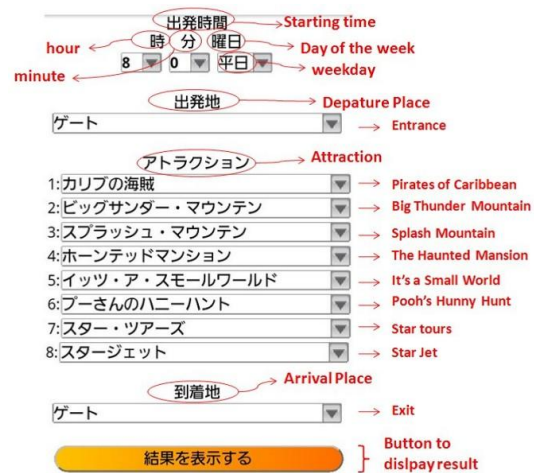 出発時間
Starting time
hour
時 分 曜日
Day of the week
minute
8 0 平日
weekday
出発地
Depature Place
ゲート
Entrance
アトラクション
Attraction
1:カリブの海賊
Pirates of Caribbean
2:ビッグサンダー・マウンテン
Big Thunder Mountain
3:スプラッシュ・マウンテン
Splash Mountain
4:ホーンテッドマンション
The Haunted Mansion
5:イッツ・ア・スモールワールド
It's a Small World
6:プーさんのハニーハント
Pooh's Hunny Hunt
7:スター・ツアーズ
Star tours
8:スタージェット
Star Jet
到着地
Arrival Place
ゲート
Exit
結果を表示する
Button to
dislpay result